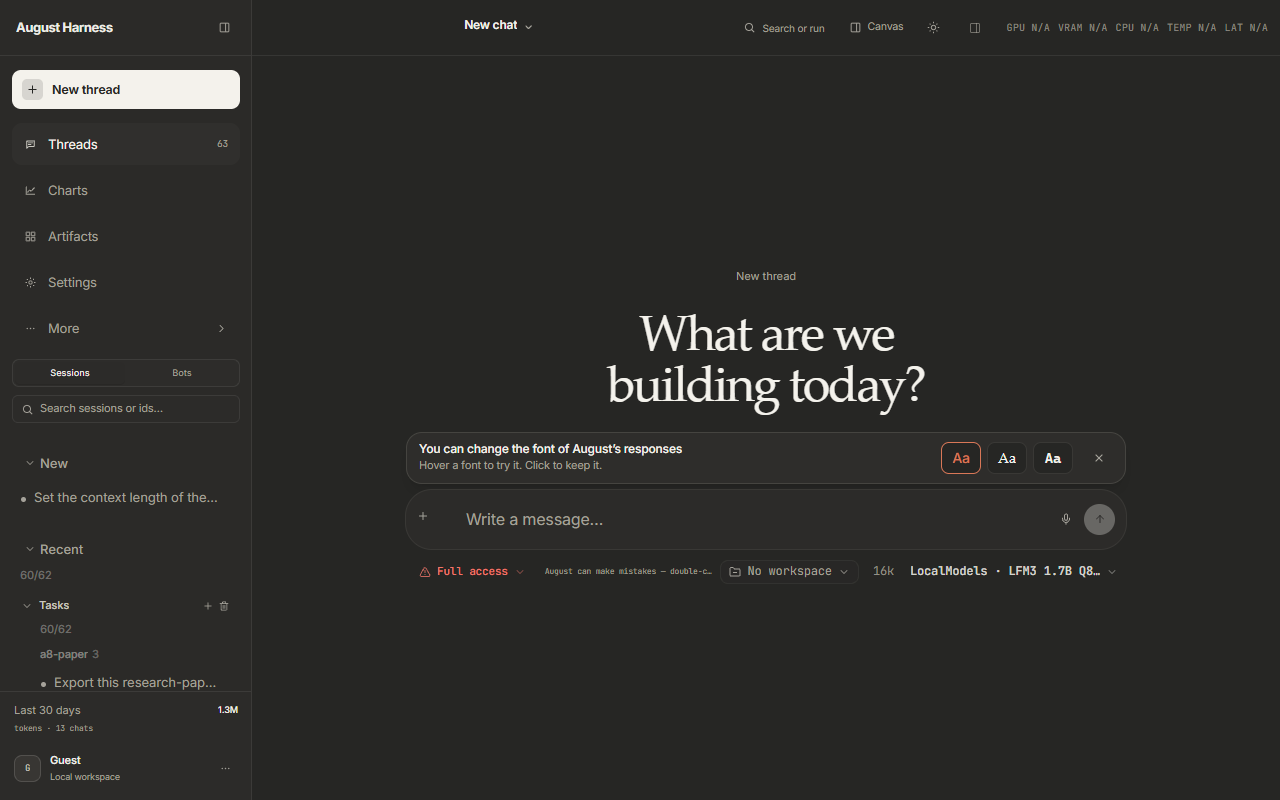 August Harness
New chat
Search or run
Canvas
GPU N/A VRAM N/A CPU N/A TEMP N/A LAT N/A
New thread
Threads
63
Charts
Artifacts
Settings
More
Sessions
Bots
Search sessions or ids...
New
Set the context length of the...
Recent
60/62
Tasks
60/62
a8-paper 3
Export this research-pap...
Last 30 days
1.3M
tokens · 13 chats
G
Guest
Local workspace
New thread
What are we
building today?
You can change the font of August's responses
Hover a font to try it. Click to keep it.
Aa
Aa
Aa
Write a message...
Full access
August can make mistakes — double-c…
No workspace
16k
LocalModels · LFM3 1.7B Q8…